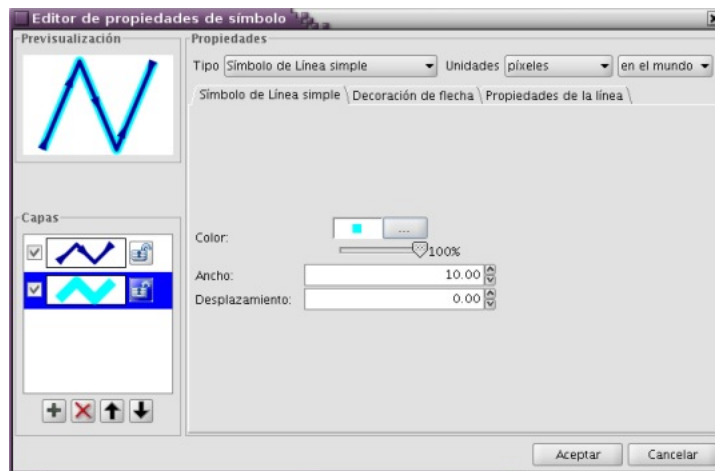 Editor de propiedades de símbolo
Previsualización
Propiedades
Tipo Símbolo de Línea simple Unidades píxeles en el mundo
Símbolo de Línea simple Decoración de flecha Propiedades de la línea
Capas
Color: ...
100%
Ancho: 10.00
Desplazamiento: 0.00
Aceptar Cancelar